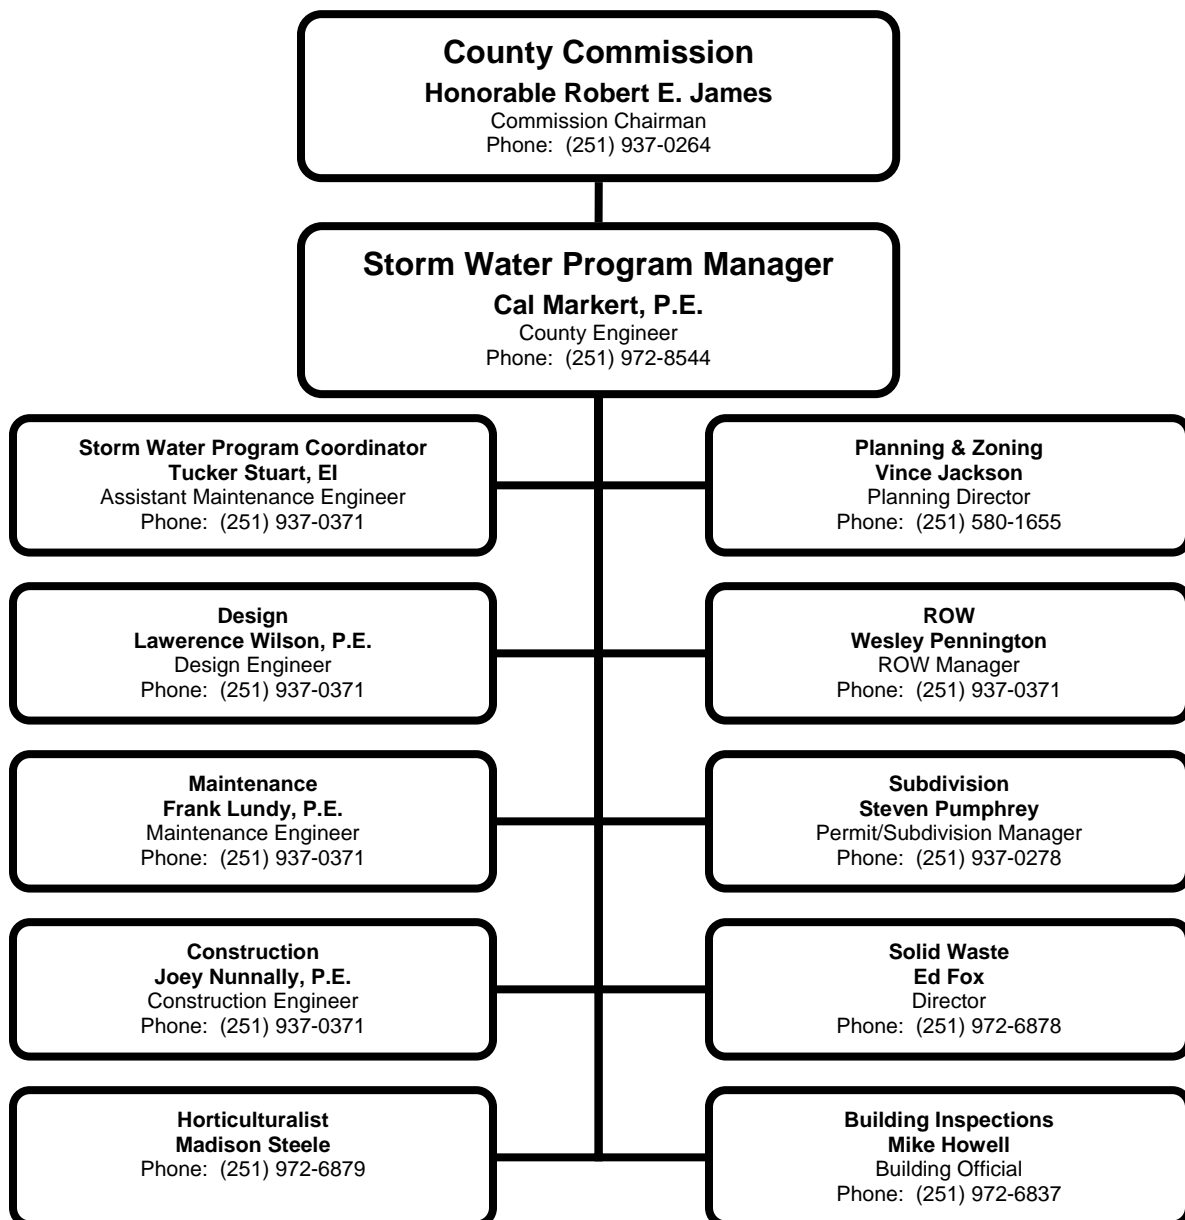 County Commission
Honorable Robert E. James
Commission Chairman
Phone: (251) 937-0264
Storm Water Program Manager
Cal Markert, P.E.
County Engineer
Phone: (251) 972-8544
Storm Water Program Coordinator
Tucker Stuart, EI
Assistant Maintenance Engineer
Phone: (251) 937-0371
Planning & Zoning
Vince Jackson
Planning Director
Phone: (251) 580-1655
Design
Lawerence Wilson, P.E.
Design Engineer
Phone: (251) 937-0371
ROW
Wesley Pennington
ROW Manager
Phone: (251) 937-0371
Maintenance
Frank Lundy, P.E.
Maintenance Engineer
Phone: (251) 937-0371
Subdivision
Steven Pumphrey
Permit/Subdivision Manager
Phone: (251) 937-0278
Construction
Joey Nunnally, P.E.
Construction Engineer
Phone: (251) 937-0371
Solid Waste
Ed Fox
Director
Phone: (251) 972-6878
Horticulturalist
Madison Steele
Phone: (251) 972-6879
Building Inspections
Mike Howell
Building Official
Phone: (251) 972-6837